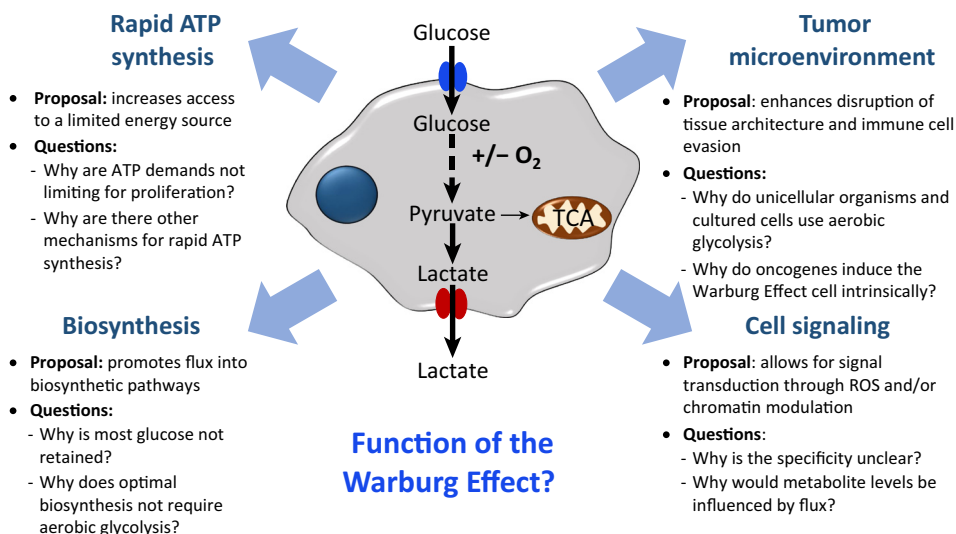 Rapid ATP
synthesis
• Proposal: increases access
to a limited energy source
• Questions:
- Why are ATP demands not
limiting for proliferation?
- Why are there other
mechanisms for rapid ATP
synthesis?
Glucose
Glucose
+/− O₂
Pyruvate
TCA
Lactate
Lactate
Tumor
microenvironment
• Proposal: enhances disruption of
tissue architecture and immune cell
evasion
• Questions:
- Why do unicellular organisms and
cultured cells use aerobic
glycolysis?
- Why do oncogenes induce the
Warburg Effect cell intrinsically?
Biosynthesis
• Proposal: promotes flux into
biosynthetic pathways
• Questions:
- Why is most glucose not
retained?
- Why does optimal
biosynthesis not require
aerobic glycolysis?
Function of the
Warburg Effect?
Cell signaling
• Proposal: allows for signal
transduction through ROS and/or
chromatin modulation
• Questions:
- Why is the specificity unclear?
- Why would metabolite levels be
influenced by flux?